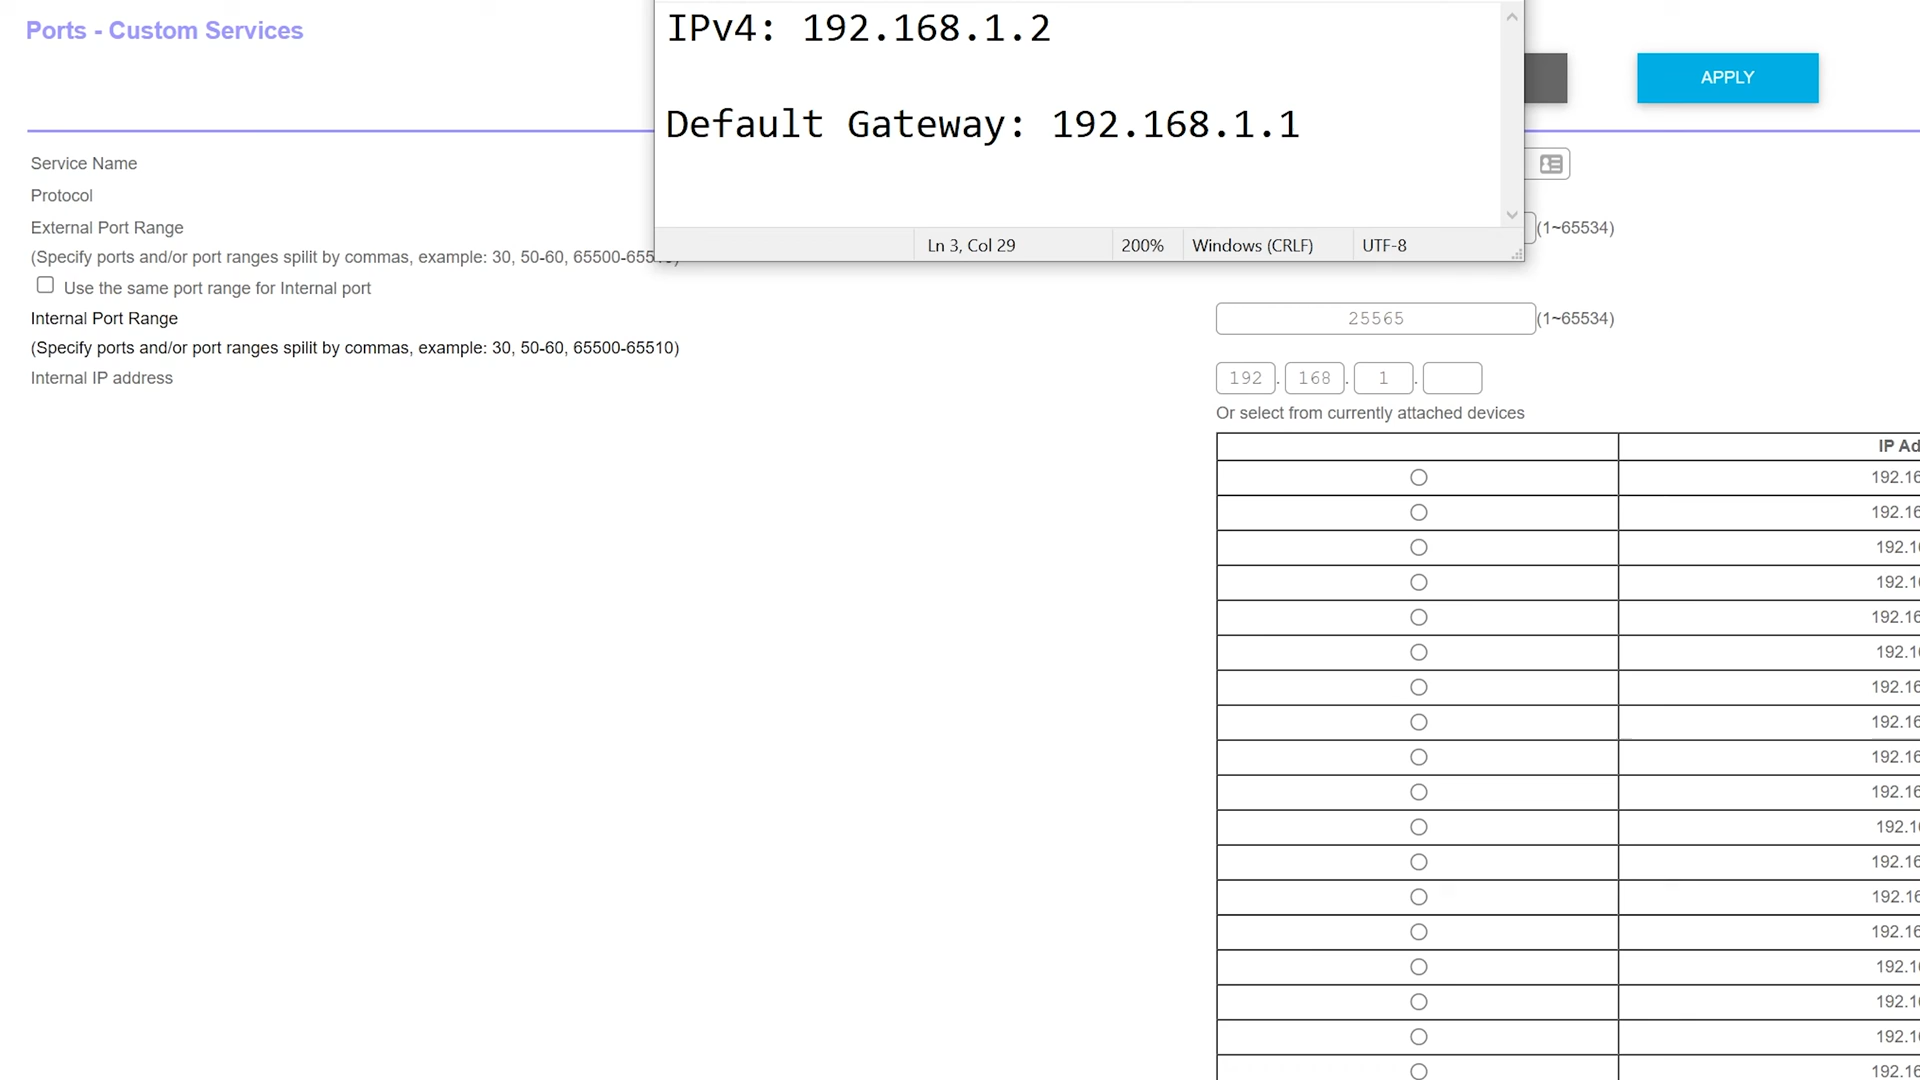 Ports - Custom Services
IPv4: 192.168.1.2
Default Gateway: 192.168.1.1
APPLY
Service Name
Protocol
External Port Range
(1~65534)
(Specify ports and/or port ranges spilit by commas, example: 30, 50-60,
Ln 3, Col 29
200%
Windows (CRLF)
UTF-8
Use the same port range for Internal port
Internal Port Range
25565
(1~65534)
(Specify ports and/or port ranges spilit by commas, example: 30, 50-60, 65500-65510)
Internal IP address
192 . 168 . 1 .
Or select from currently attached devices
IP